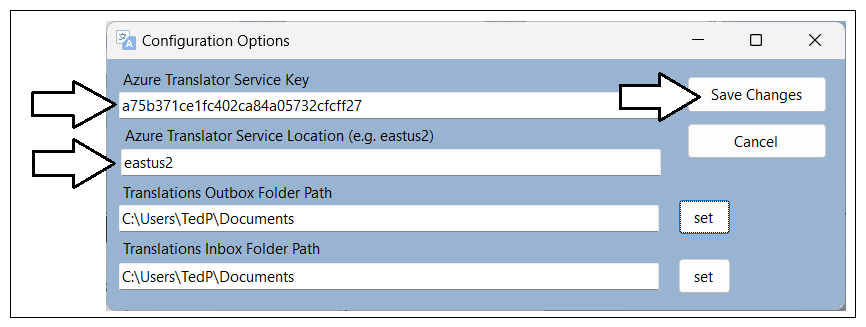 Configuration Options
Azure Translator Service Key
a75b371ce1fc402ca84a05732cfcff27
Save Changes
Azure Translator Service Location (e.g. eastus2)
Cancel
eastus2
Translations Outbox Folder Path
C:\Users\TedP\Documents
set
Translations Inbox Folder Path
C:\Users\TedP\Documents
set